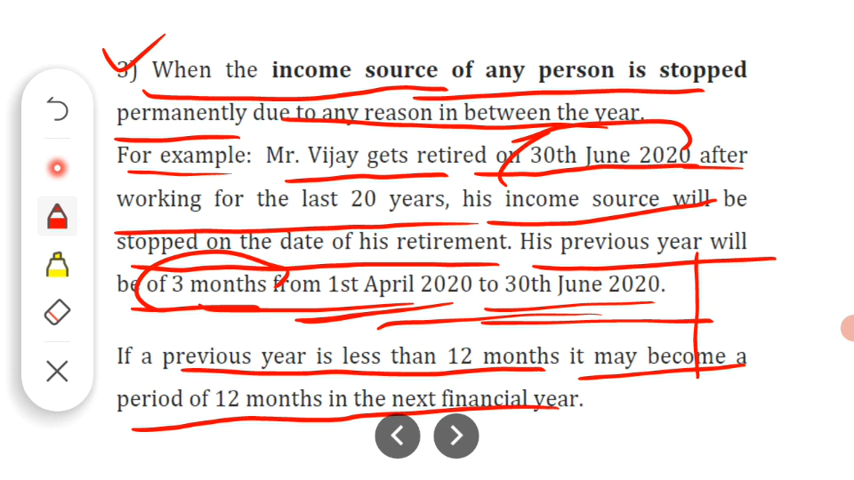 3) When the income source of any person is stopped
permanently due to any reason in between the year.
For example: Mr. Vijay gets retired on 30th June 2020 after
working for the last 20 years, his income source will be
stopped on the date of his retirement. His previous year will
be of 3 months from 1st April 2020 to 30th June 2020.
If a previous year is less than 12 months it may become a
period of 12 months in the next financial year.